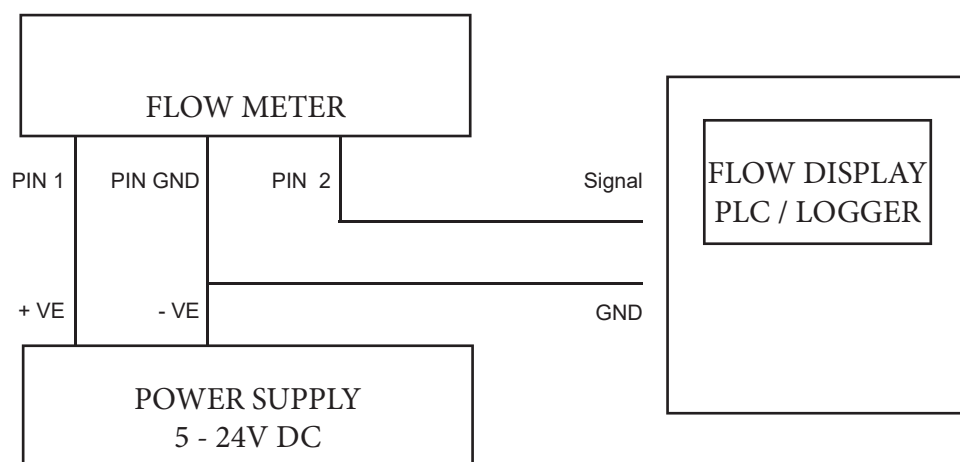 FLOW METER
PIN 1
PIN GND
PIN 2
Signal
FLOW DISPLAY
PLC / LOGGER
+ VE
- VE
GND
POWER SUPPLY
5 - 24V DC